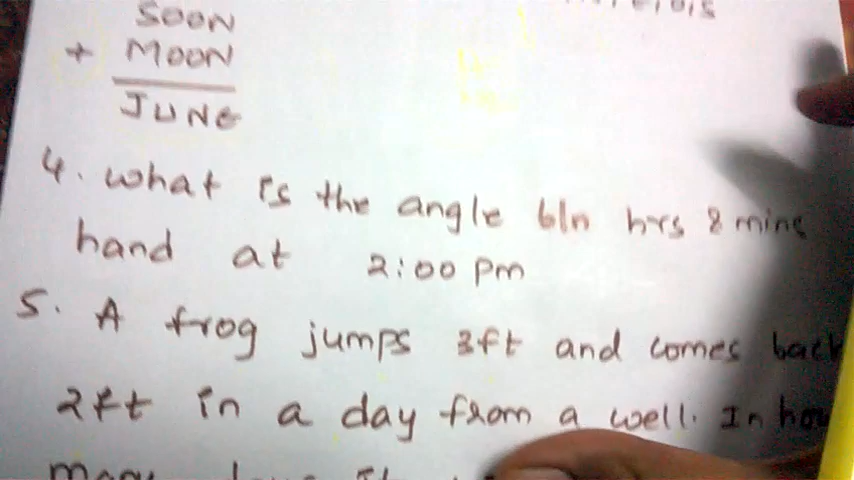 SOON
+ MOON
JUNE
4. what is the angle b/n hrs & mins
hand at 2:00 pm
5. A frog jumps 3ft and comes back
2ft in a day from a well. In how
many